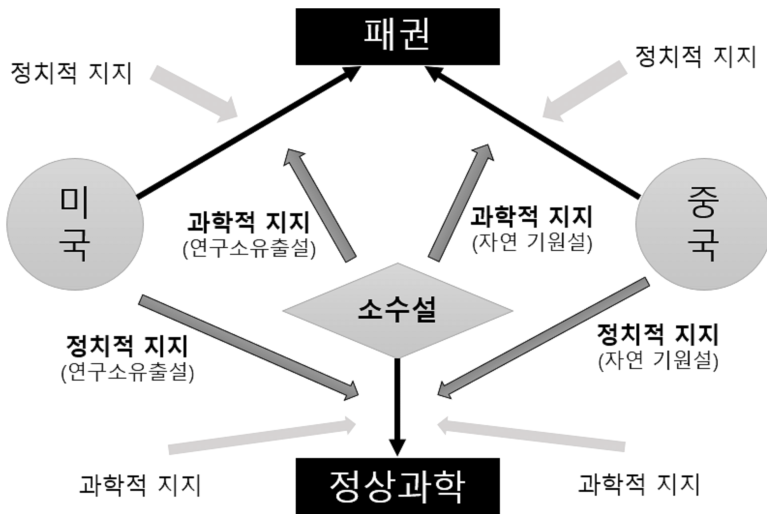 패권
정치적 지지
정치적 지지
미
국
중
국
과학적 지지
(연구소유출설)
과학적 지지
(자연 기원설)
소수설
정치적 지지
(연구소유출설)
정치적 지지
(자연 기원설)
과학적 지지
과학적 지지
정상과학